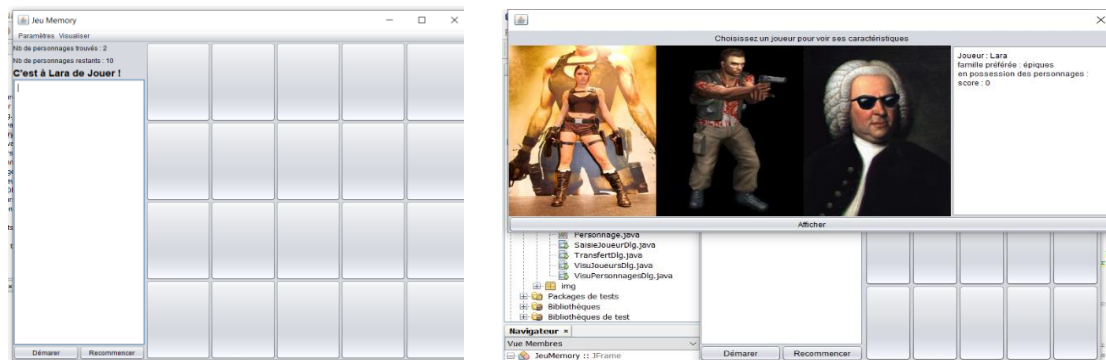 Jeu Memory
Paramètres Visualiser
Nb de personnages trouvés : 2
Nb de personnages restants : 10
C'est à Lara de Jouer !
Démarer
Recommencer
Choisissez un joueur pour voir ses caractéristiques
Joueur : Lara
famille préférée : épiques
en possession des personnages :
score : 0
Afficher
Personnage.java
SaisieJoueurDlg.java
TransfertDlg.java
VisuJoueursDlg.java
VisuPersonnagesDlg.java
img
Packages de tests
Bibliothèques
Bibliothèques de test
Navigateur ×
Vue Membres
JeuMemory :: JFrame
Démarer
Recommencer